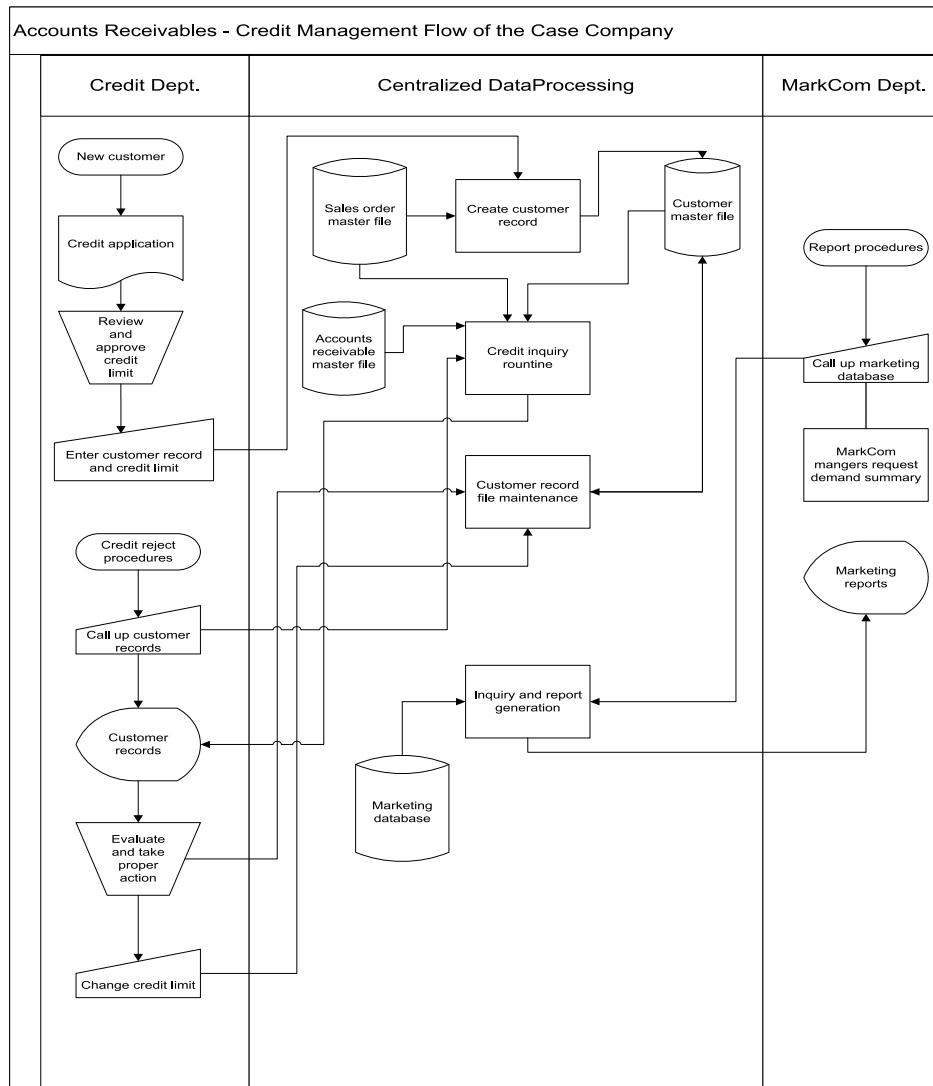 Accounts Receivables - Credit Management Flow of the Case Company
Credit Dept.
Centralized DataProcessing
MarkCom Dept.
New customer
Credit application
Review
and
approve
credit
limit
Enter customer record
and credit limit
Credit reject
procedures
Call up customer
records
Customer
records
Evaluate
and take
proper
action
Change credit limit
Sales order
master file
Create customer
record
Customer
master file
Accounts
receivable
master file
Credit inquiry
rountine
Customer record
file maintenance
Inquiry and report
generation
Marketing
database
Report procedures
Call up marketing
database
MarkCom
mangers request
demand summary
Marketing
reports